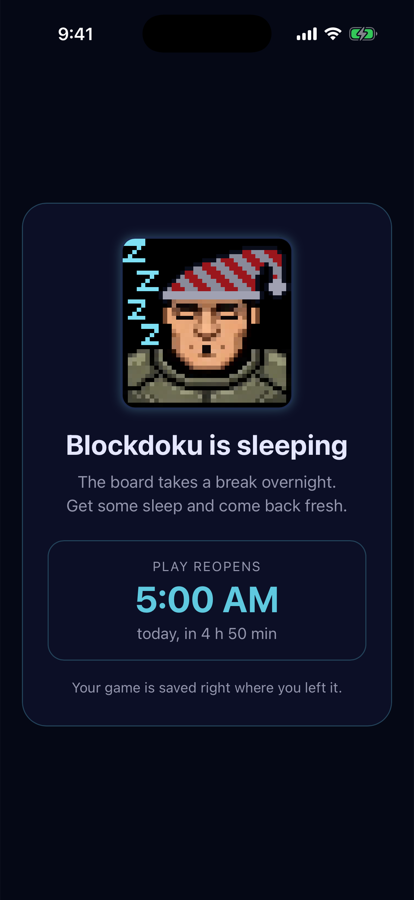 9:41
Z
Z
Z
Z
Blockdoku is sleeping
The board takes a break overnight.
Get some sleep and come back fresh.
PLAY REOPENS
5:00 AM
today, in 4 h 50 min
Your game is saved right where you left it.